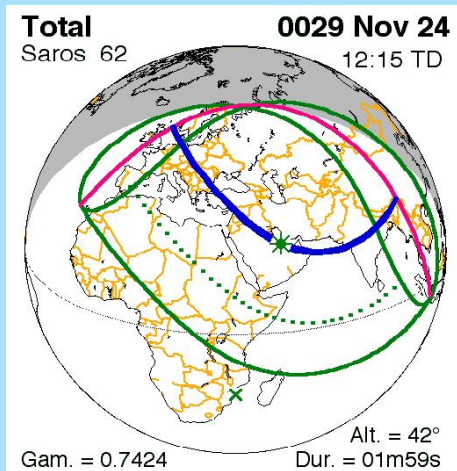 Total
0029 Nov 24
Saros 62
12:15 TD
Alt. = 42°
Gam. = 0.7424
Dur. = 01m59s